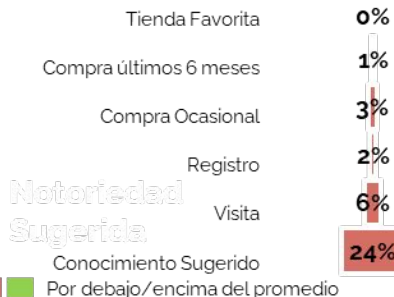 Tienda Favorita 0%
Compra últimos 6 meses 1%
Compra Ocasional 3%
Registro 2%
Notoriedad
Sugerida
Visita 6%
Conocimiento Sugerido 24%
Por debajo/encima del promedio